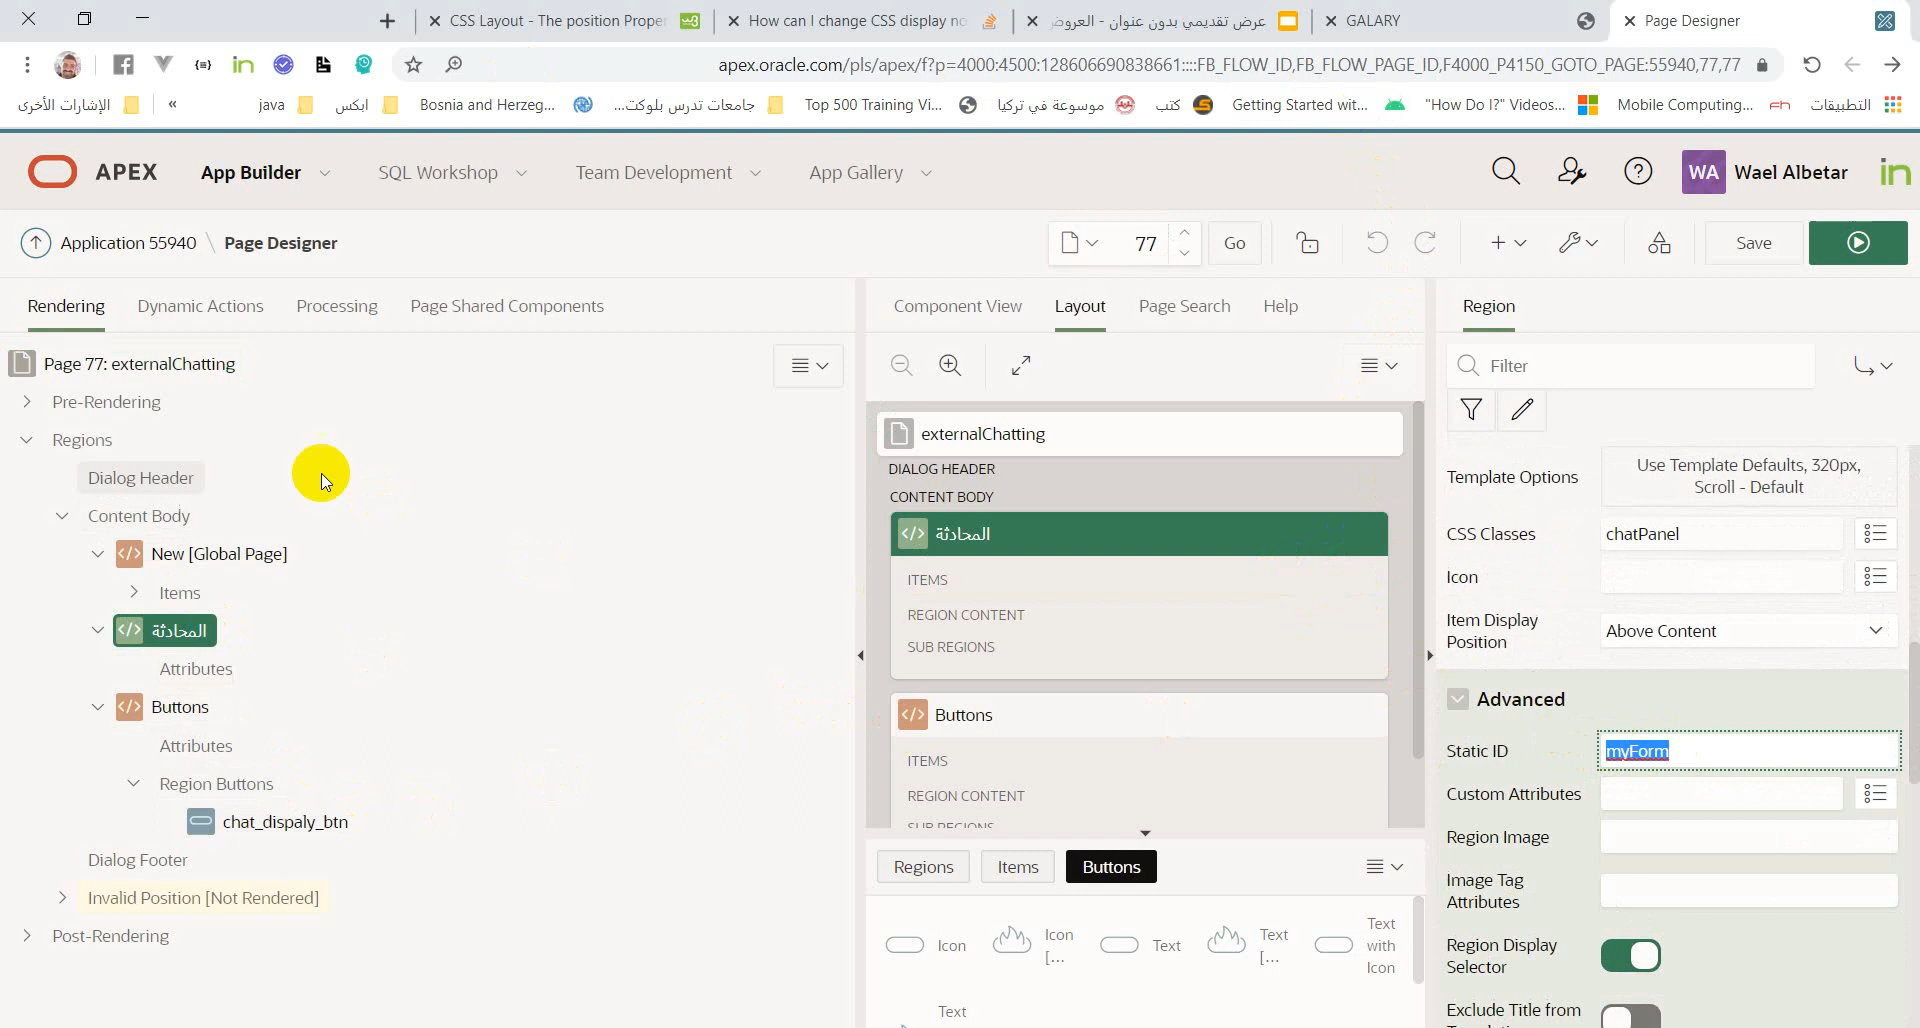 CSS Layout - The position Proper
How can I change CSS display no
عرض تقديمي بدون عنوان - العروض
GALARY
Page Designer
apex.oracle.com/pls/apex/f?p=4000:4500:128606690838661::::FB_FLOW_ID,FB_FLOW_PAGE_ID,F4000_P4150_GOTO_PAGE:55940,77,77
الإشارات الأخرى
«
java
ابكس
Bosnia and Herzeg...
جامعات تدرس بلوكت...
Top 500 Training Vi...
موسوعة في تركيا
كتب
Getting Started wit...
"How Do I?" Videos...
Mobile Computing...
التطبيقات
APEX
App Builder
SQL Workshop
Team Development
App Gallery
WA
Wael Albetar
in
Application 55940 \ Page Designer
77
Go
Save
Rendering
Dynamic Actions
Processing
Page Shared Components
Page 77: externalChatting
Pre-Rendering
Regions
Dialog Header
Content Body
New [Global Page]
Items
المحادثة
Attributes
Buttons
Attributes
Region Buttons
chat_dispaly_btn
Dialog Footer
Invalid Position [Not Rendered]
Post-Rendering
Component View
Layout
Page Search
Help
externalChatting
DIALOG HEADER
CONTENT BODY
المحادثة
ITEMS
REGION CONTENT
SUB REGIONS
Buttons
ITEMS
REGION CONTENT
SUB REGIONS
Regions
Items
Buttons
Icon
Icon
[...
Text
Text
[...
Text
with
Icon
Text
Region
Filter
Template Options
Use Template Defaults, 320px,
Scroll - Default
CSS Classes
chatPanel
Icon
Item Display
Position
Above Content
Advanced
Static ID
myForm
Custom Attributes
Region Image
Image Tag
Attributes
Region Display
Selector
Exclude Title from